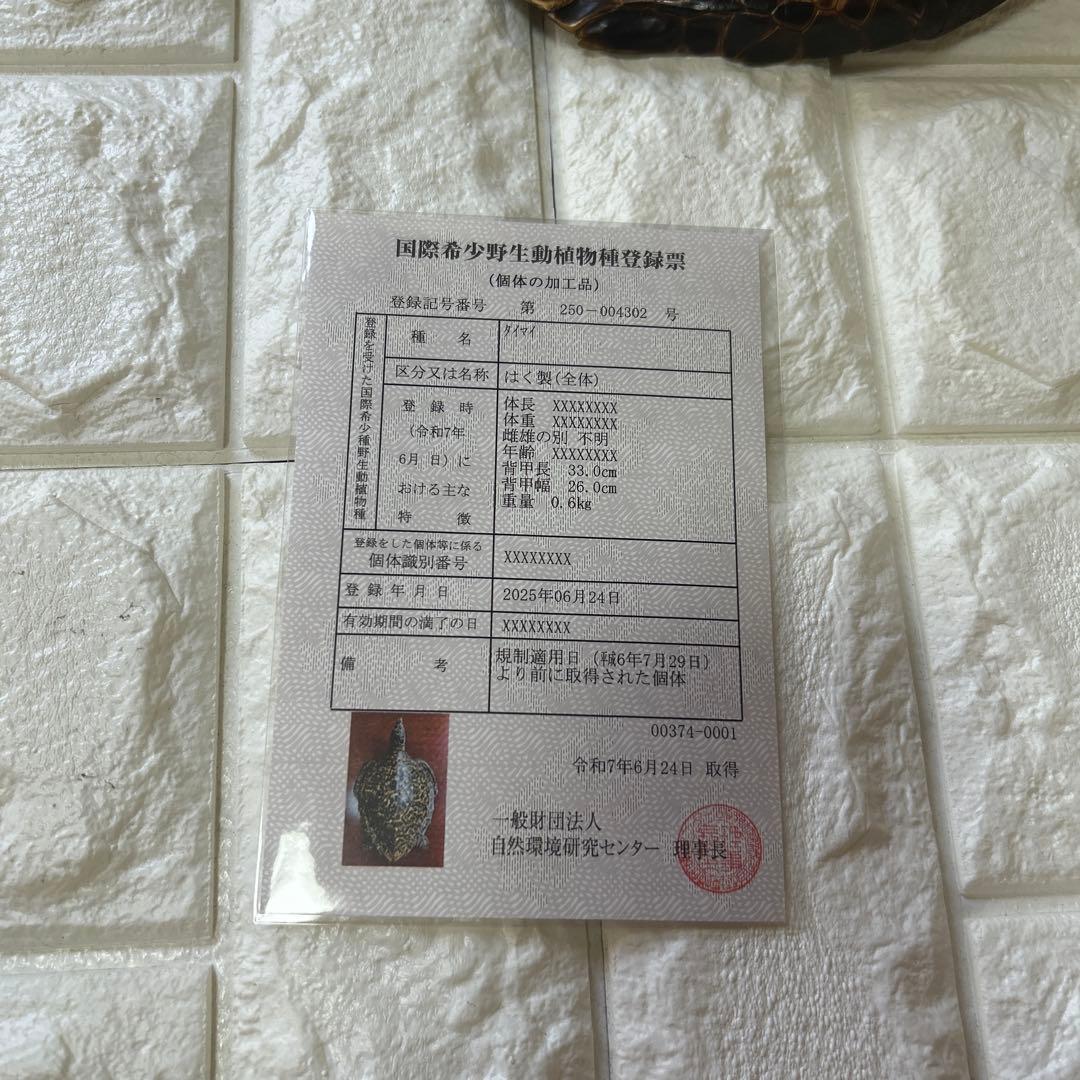 国際希少野生動植物種登録票
(個体の加工品)
登録記号番号 第 250-004302 号
登録を受けた国際希少種野生動植物種
種名 タイマイ
区分又は名称 はく製(全体)
登録時
(令和7年
6月 日)に
おける主な
特徴
体長 XXXXXXXX
体重 XXXXXXXX
雌雄の別 不明
年齢 XXXXXXXX
背甲長 33.0cm
背甲幅 26.0cm
重量 0.6kg
登録をした個体等に係る
個体識別番号 XXXXXXXX
登録年月日 2025年06月24日
有効期間の満了の日 XXXXXXXX
備考
規制適用日(平成6年7月29日)
より前に取得された個体
00374-0001
令和7年6月24日 取得
一般財団法人
自然環境研究センター 理事長